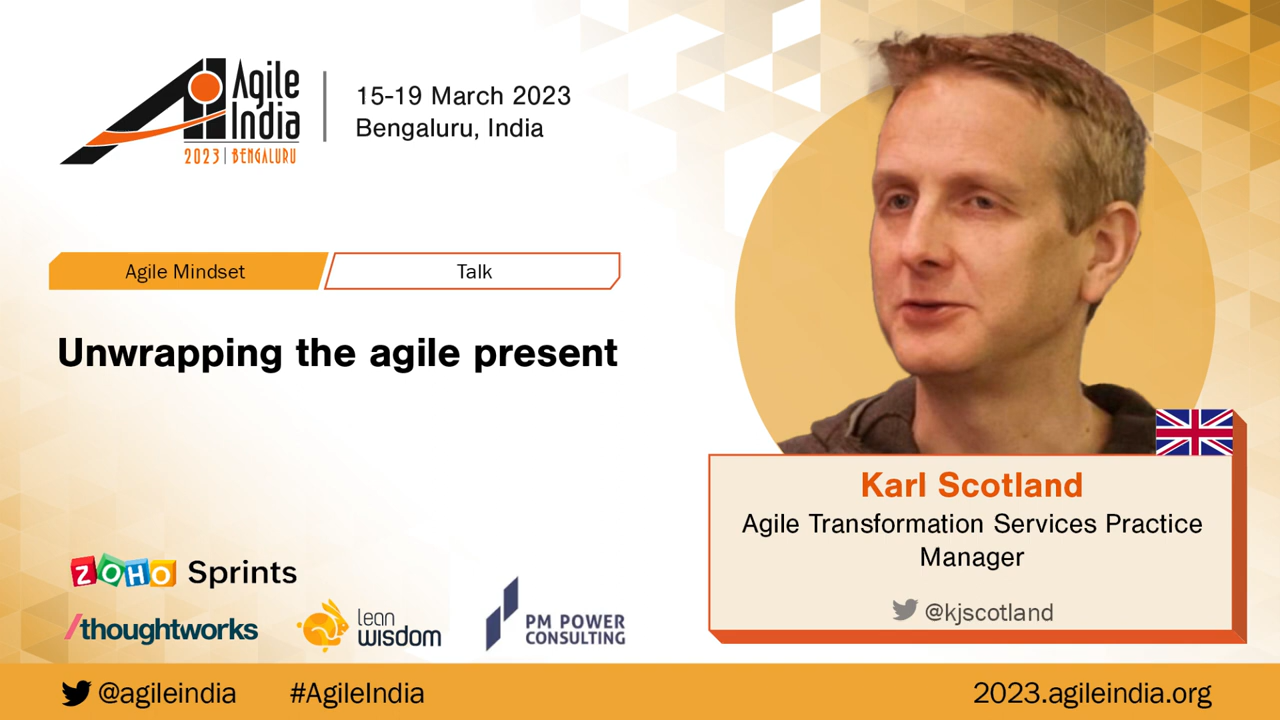 Agile
India
2023 | BENGALURU
15-19 March 2023
Bengaluru, India
Agile Mindset
Talk
Unwrapping the agile present
Karl Scotland
Agile Transformation Services Practice
Manager
@kjscotland
ZOHO Sprints
/thoughtworks
lean
wisdom
PM POWER
CONSULTING
@agileindia
#AgileIndia
2023.agileindia.org